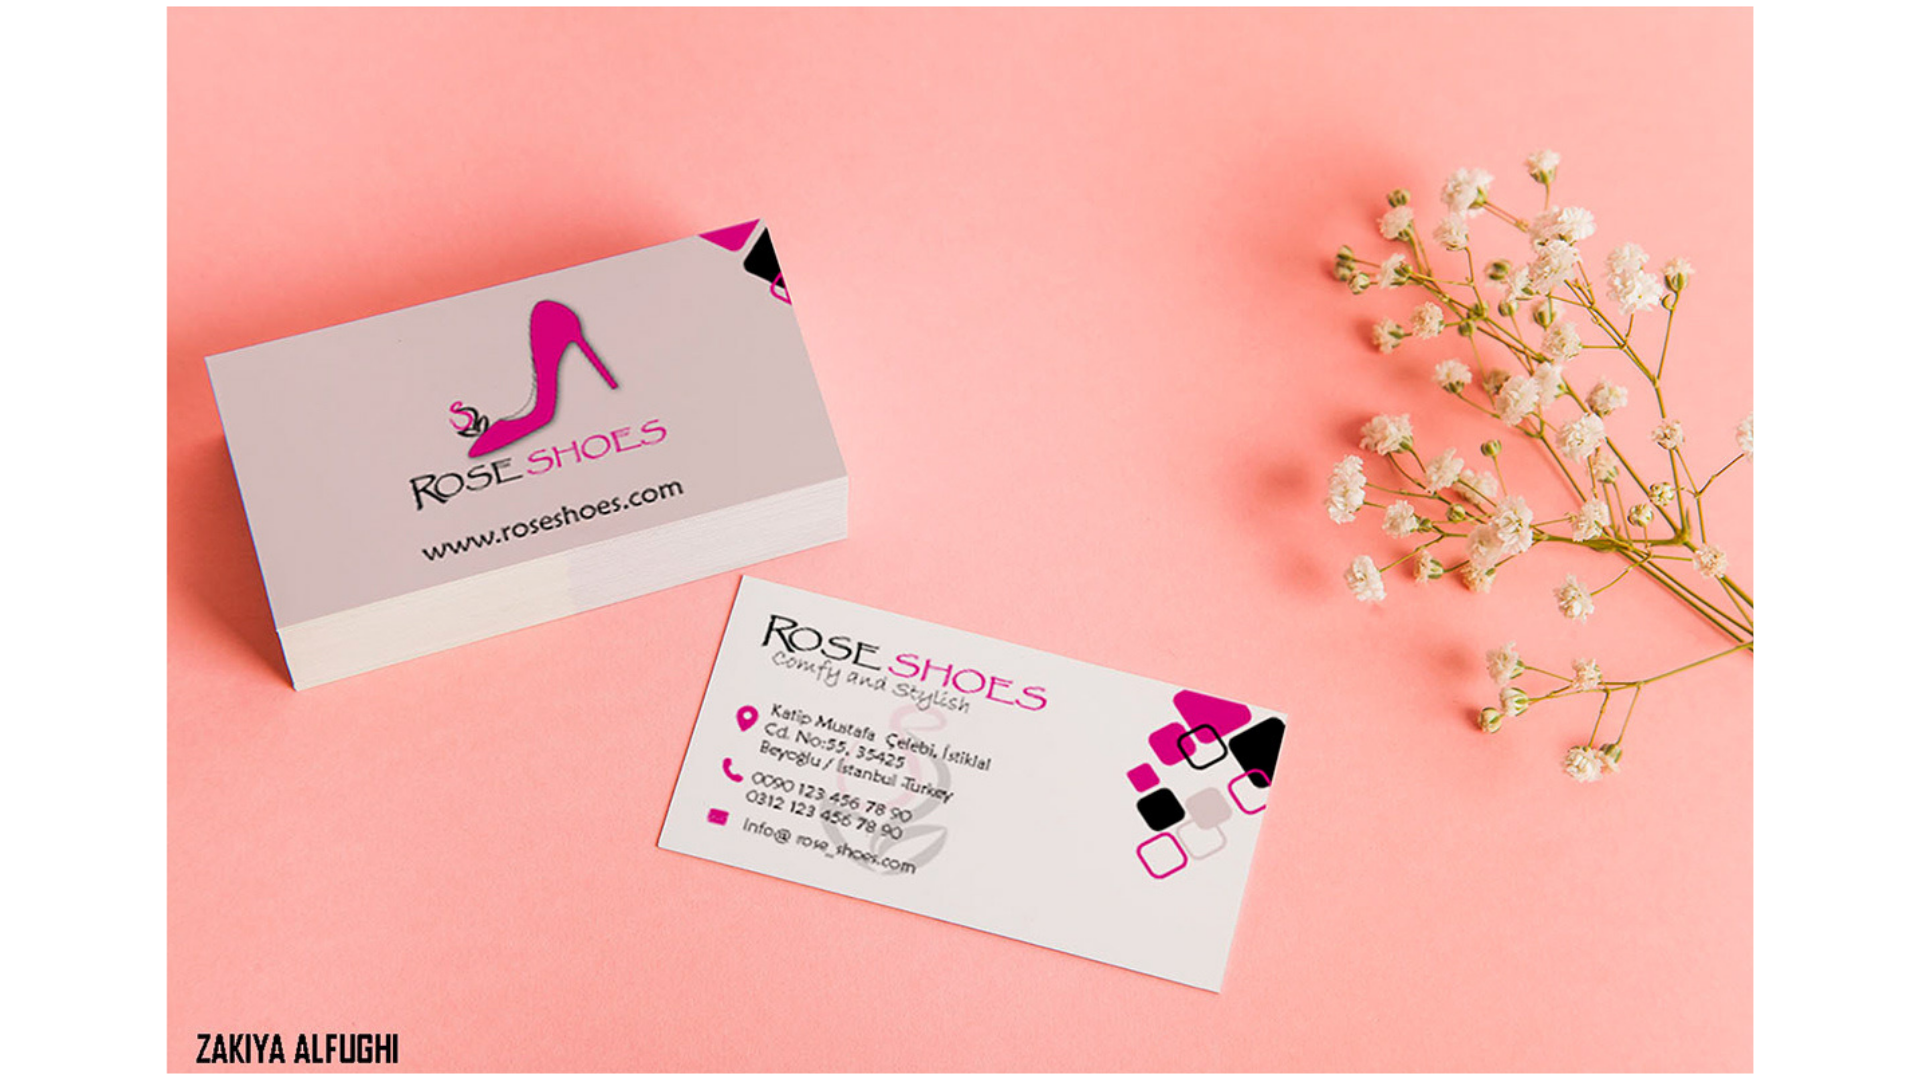 ROSE SHOES
www.roseshoes.com
ROSE SHOES
Comfy and Stylish
Katip Mustafa Çelebi, İstiklal
Cd. No:55, 35425
Beyoğlu / İstanbul Turkey
0090 123 456 78 90
0312 123 456 78 90
Info@ rose_shoes.com
ZAKIYA ALFUGHI